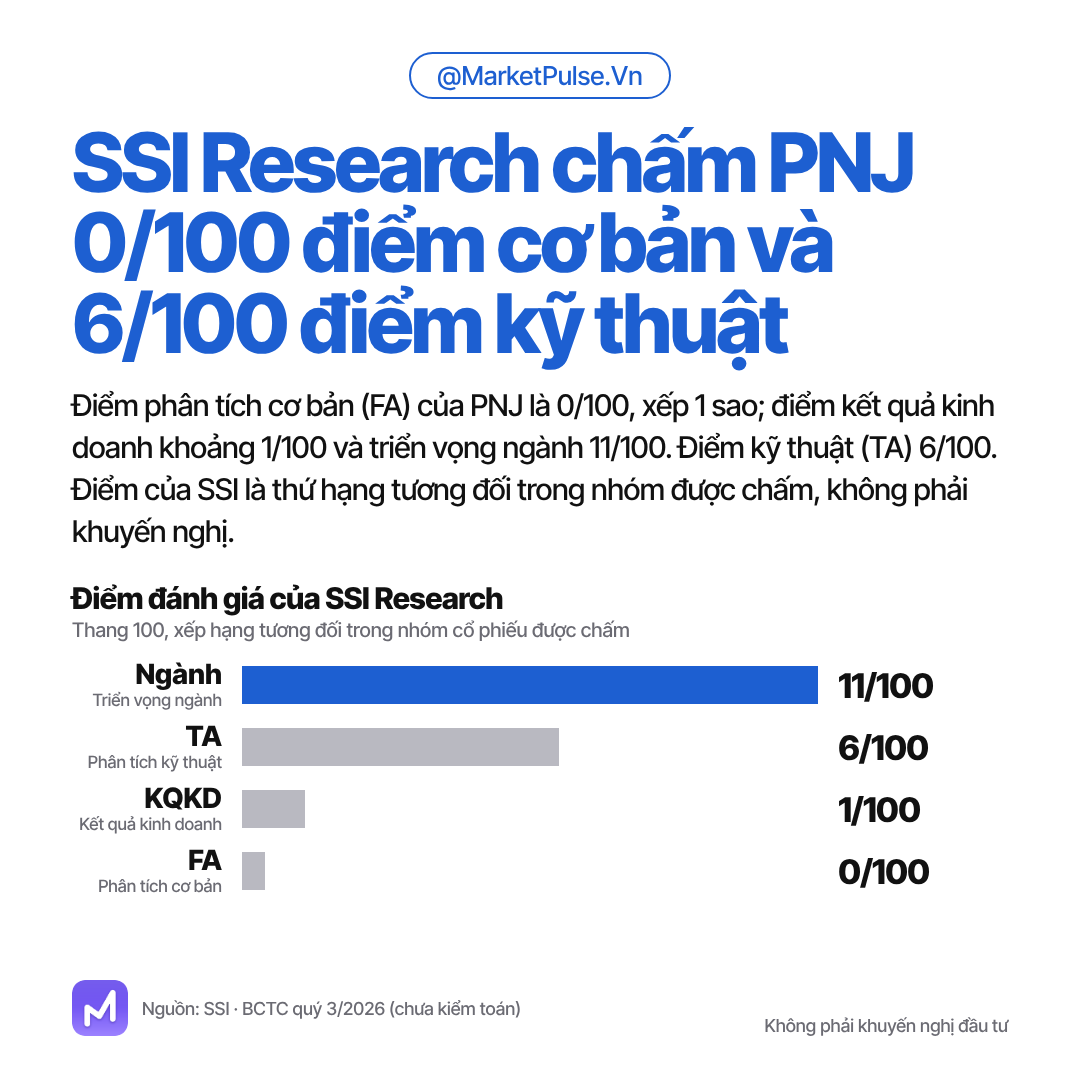 @MarketPulse.Vn
SSI Research chấm PNJ
0/100 điểm cơ bản và
6/100 điểm kỹ thuật
Điểm phân tích cơ bản (FA) của PNJ là 0/100, xếp 1 sao; điểm kết quả kinh
doanh khoảng 1/100 và triển vọng ngành 11/100. Điểm kỹ thuật (TA) 6/100.
Điểm của SSI là thứ hạng tương đối trong nhóm được chấm, không phải
khuyến nghị.
Điểm đánh giá của SSI Research
Thang 100, xếp hạng tương đối trong nhóm cổ phiếu được chấm
Ngành
Triển vọng ngành
11/100
TA
Phân tích kỹ thuật
6/100
KQKD
Kết quả kinh doanh
1/100
FA
Phân tích cơ bản
0/100
Nguồn: SSI · BCTC quý 3/2026 (chưa kiểm toán)
Không phải khuyến nghị đầu tư